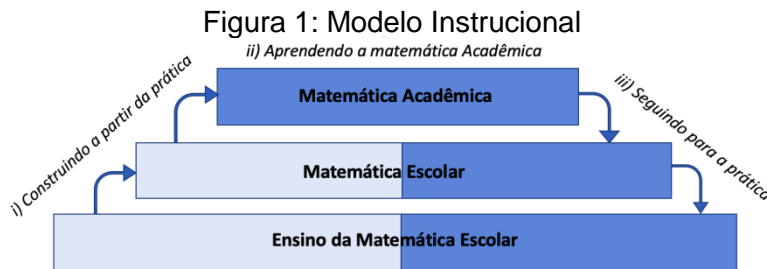 Figura 1: Modelo Instrucional
ii) Aprendendo a matemática Acadêmica
i) Construindo a partir da prática
iii) Seguindo para a prática
Matemática Acadêmica
Matemática Escolar
Ensino da Matemática Escolar